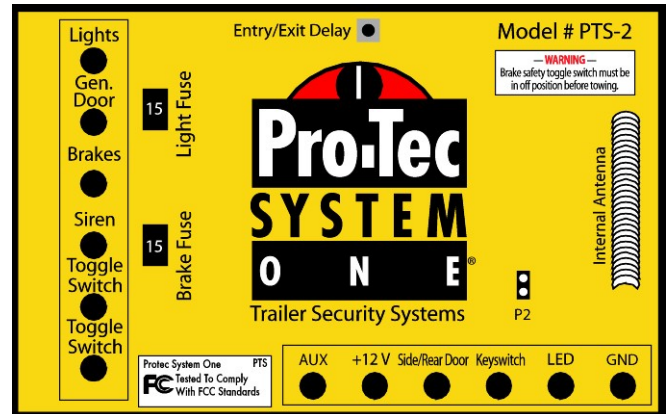 Lights
Gen.
Door
Brakes
Siren
Toggle
Switch
Toggle
Switch
15
Light Fuse
15
Brake Fuse
Entry/Exit Delay
Model # PTS-2
— WARNING —
Brake safety toggle switch must be
in off position before towing.
Pro-Tec
SYSTEM
ONE®
Trailer Security Systems
Internal Antenna
P2
Protec System One PTS
FC Tested To Comply
With FCC Standards
AUX +12 V Side/Rear Door Keyswitch LED GND